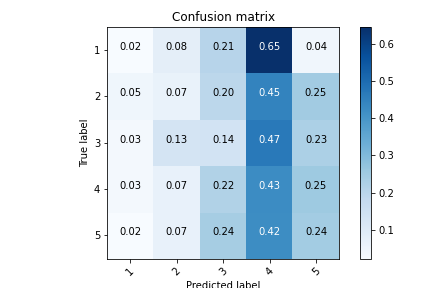 Confusion matrix
True label
1 0.02 0.08 0.21 0.65 0.04
2 0.05 0.07 0.20 0.45 0.25
3 0.03 0.13 0.14 0.47 0.23
4 0.03 0.07 0.22 0.43 0.25
5 0.02 0.07 0.24 0.42 0.24
1 2 3 4 5
Predicted label
0.6
0.5
0.4
0.3
0.2
0.1